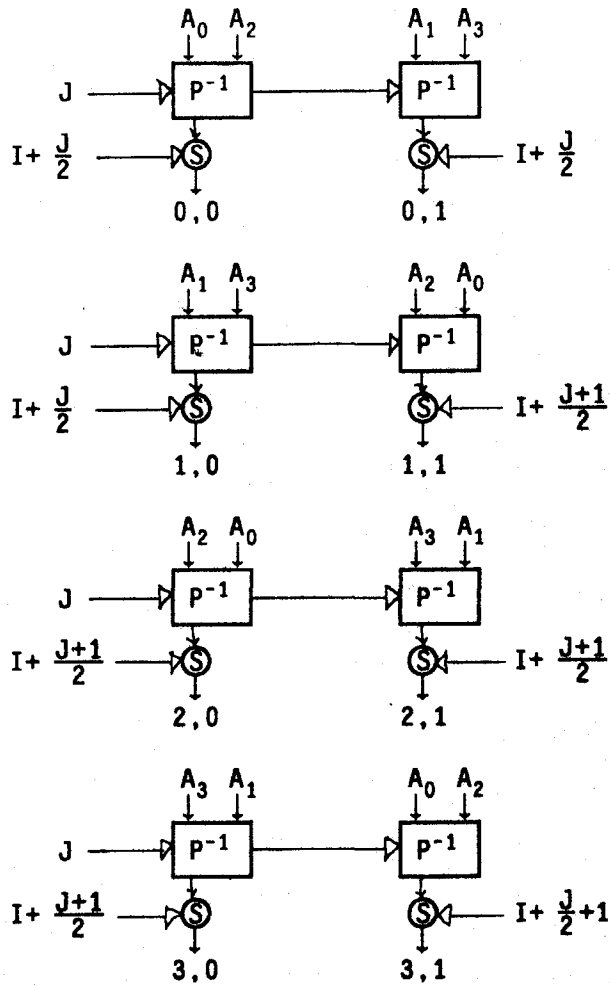 A₀ A₂ A₁ A₃
J P⁻¹ P⁻¹
I+ J/2 S S I+ J/2
0,0 0,1
A₁ A₃ A₂ A₀
J P⁻¹ P⁻¹
I+ J/2 S S I+ J+1/2
1,0 1,1
A₂ A₀ A₃ A₁
J P⁻¹ P⁻¹
I+ J+1/2 S S I+ J+1/2
2,0 2,1
A₃ A₁ A₀ A₂
J P⁻¹ P⁻¹
I+ J+1/2 S S I+ J/2 +1
3,0 3,1